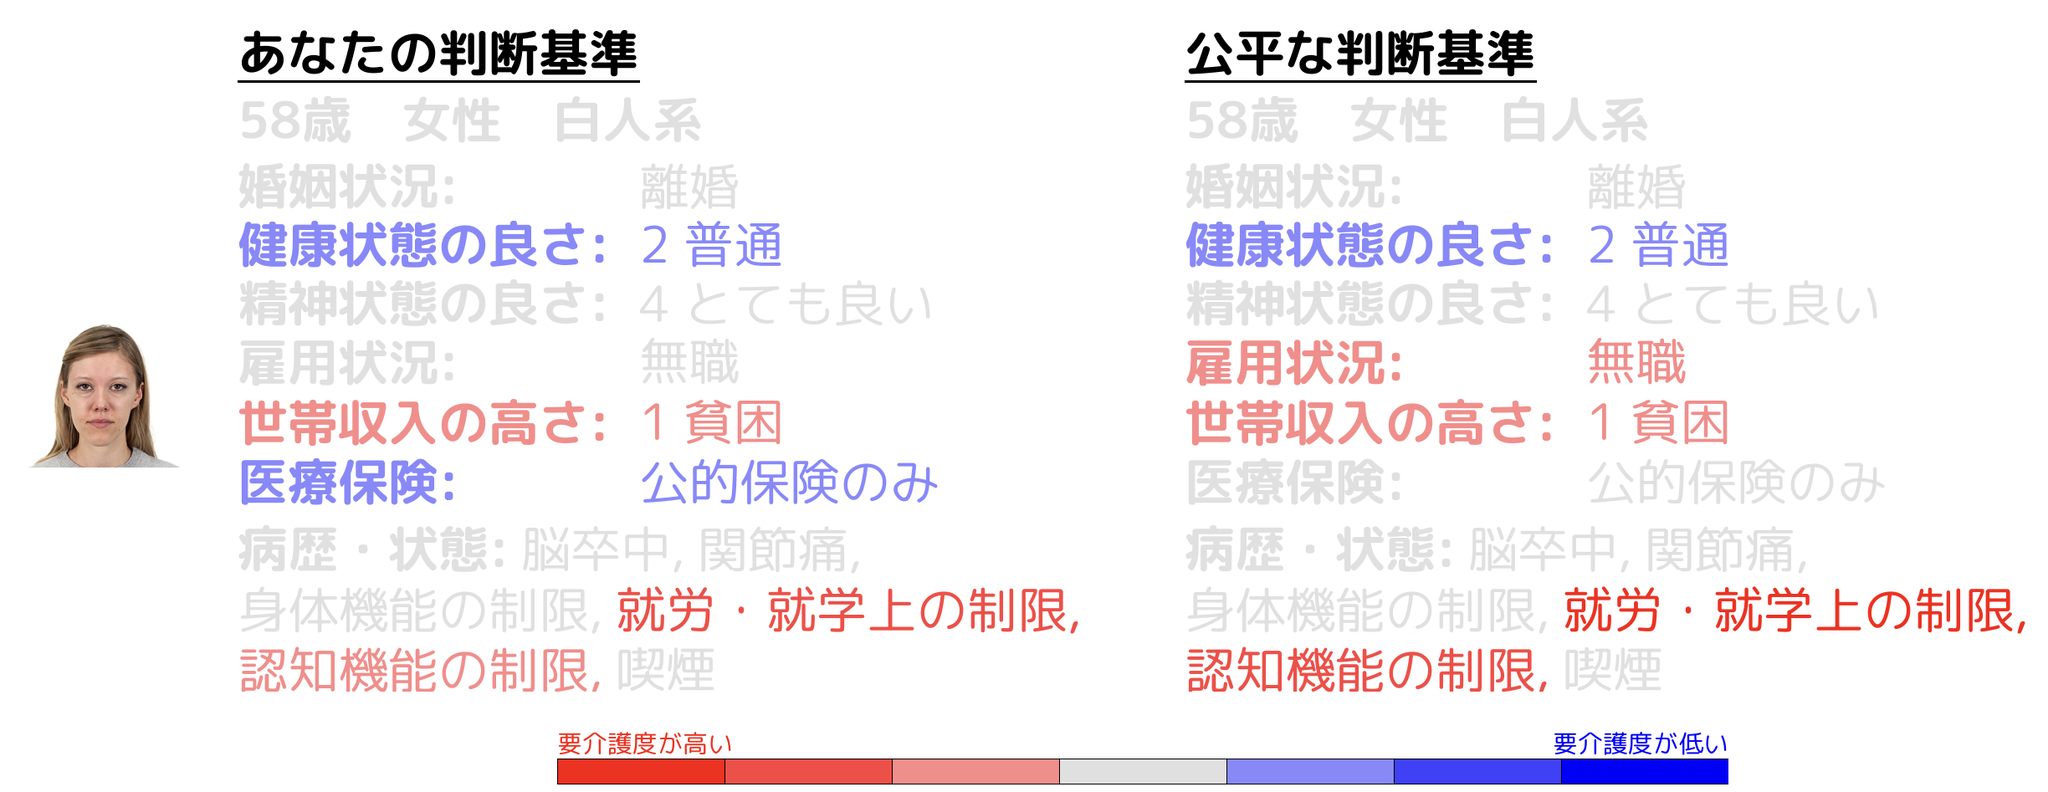 あなたの判断基準
58歳　女性　白人系
婚姻状況:　離婚
健康状態の良さ:　2 普通
精神状態の良さ:　4 とても良い
雇用状況:　無職
世帯収入の高さ:　1 貧困
医療保険:　公的保険のみ
病歴・状態: 脳卒中, 関節痛,
身体機能の制限, 就労・就学上の制限,
認知機能の制限, 喫煙
公平な判断基準
58歳　女性　白人系
婚姻状況:　離婚
健康状態の良さ:　2 普通
精神状態の良さ:　4 とても良い
雇用状況:　無職
世帯収入の高さ:　1 貧困
医療保険:　公的保険のみ
病歴・状態: 脳卒中, 関節痛,
身体機能の制限, 就労・就学上の制限,
認知機能の制限, 喫煙
要介護度が高い
要介護度が低い